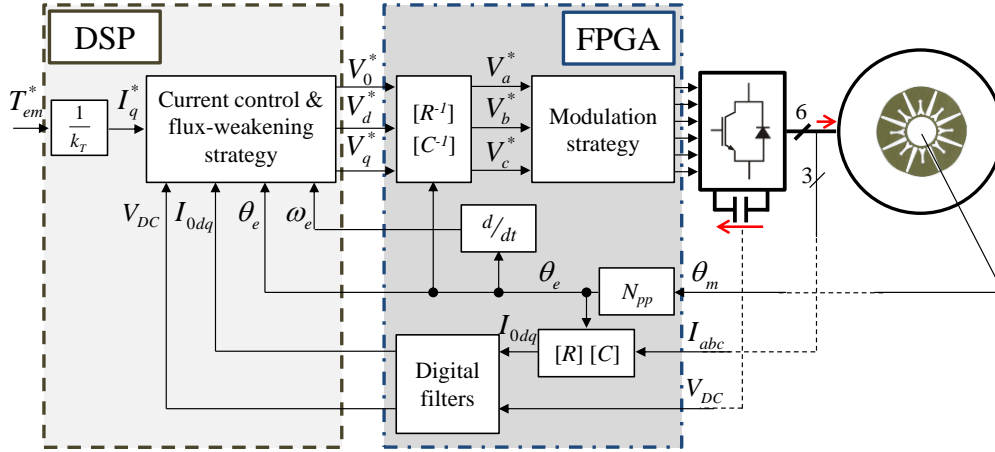 DSP
FPGA
T*em
1/kT
I*q
Current control &
flux-weakening
strategy
V*0
V*d
V*q
[R-1]
[C-1]
V*a
V*b
V*c
Modulation
strategy
6
3
VDC
I0dq
θe
ωe
d/dt
θe
Npp
θm
I0dq
[R] [C]
Iabc
Digital
filters
VDC